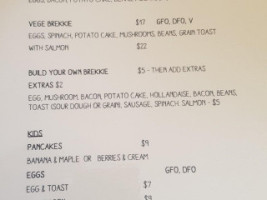 VEGE BREKKIE $17 GFO, DFO, V
EGGS, SPINACH, POTATO CAKE, MUSHROOMS, BEANS, GRAIN TOAST
WITH SALMON $22
BUILD YOUR OWN BREKKIE $5 - THEN ADD EXTRAS
EXTRAS $2
EGG, MUSHROOM, BACON, POTATO CAKE, HOLLANDAISE, BACON, BEANS,
TOAST (SOUR DOUGH OR GRAIN), SAUSAGE, SPINACH. SALMON - $5
KIDS
PANCAKES $9
BANANA & MAPLE OR BERRIES & CREAM
EGGS GFO, DFO
EGG & TOAST $7